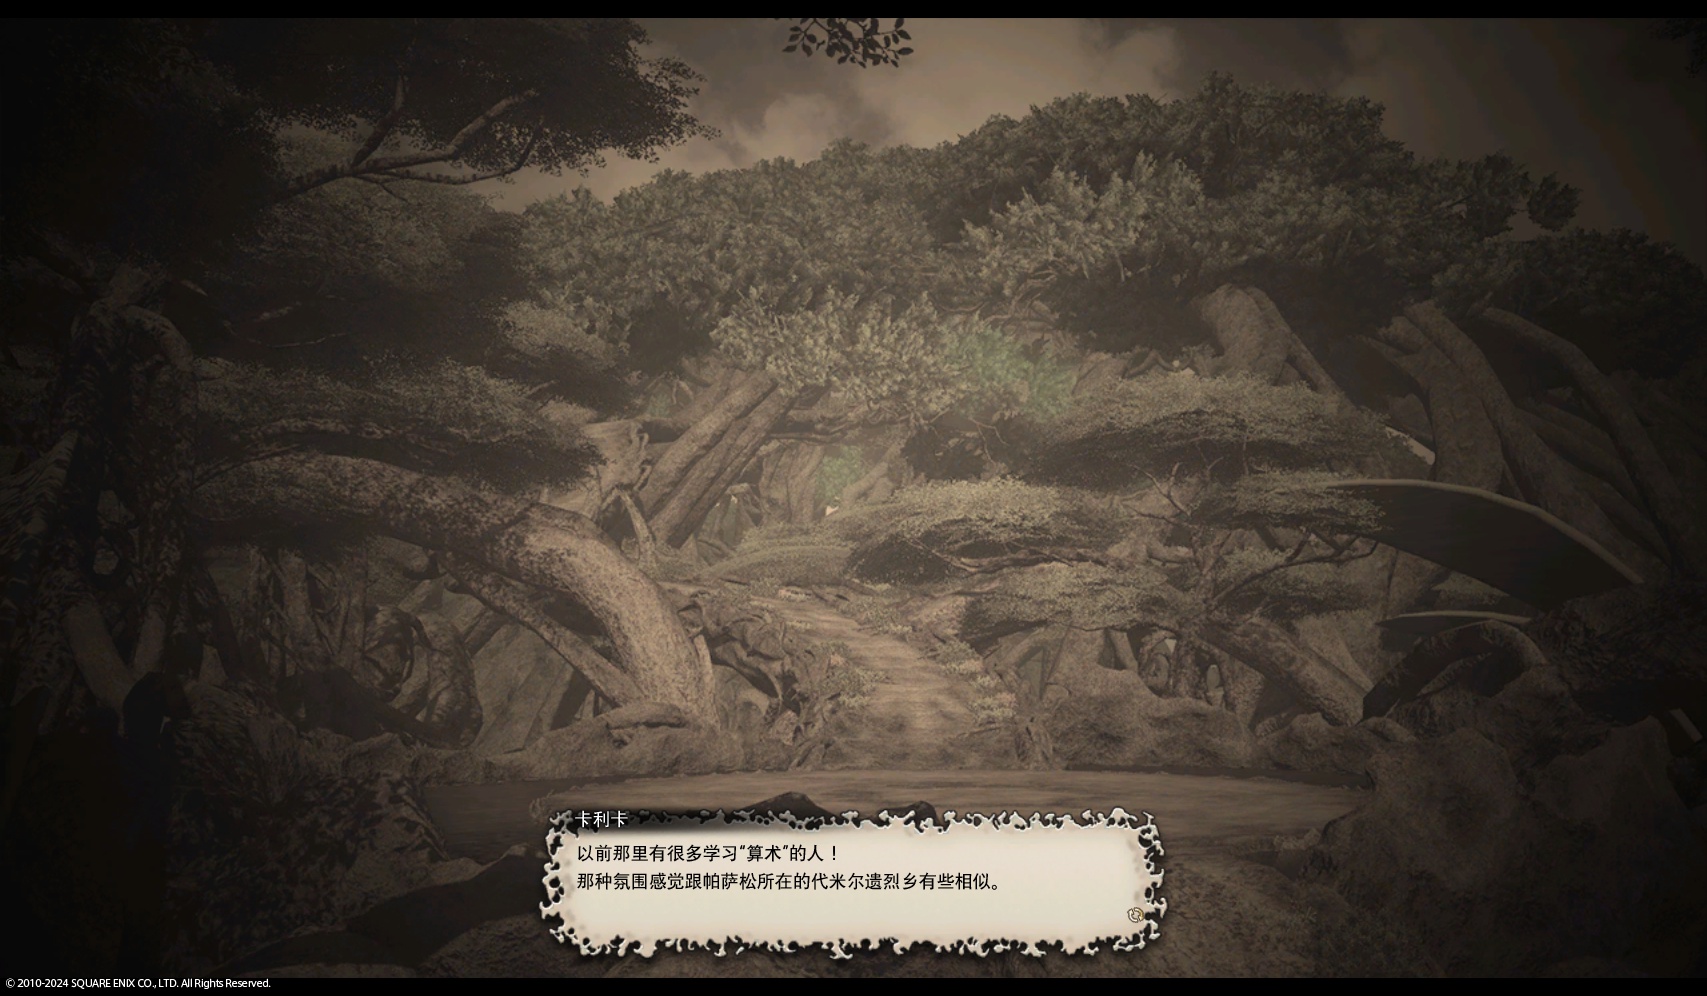 卡利卡
以前那里有很多学习“算术”的人！
那种氛围感觉跟帕萨松所在的代米尔遗烈乡有些相似。
© 2010-2024 SQUARE ENIX CO., LTD. All Rights Reserved.